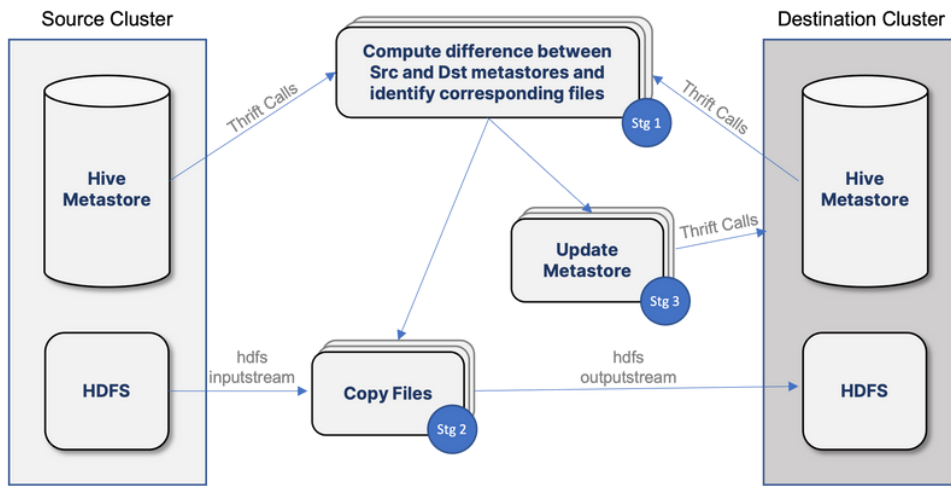 Source Cluster
Destination Cluster
Compute difference between
Src and Dst metastores and
identify corresponding files
Stg 1
Thrift Calls
Thrift Calls
Hive
Metastore
Hive
Metastore
Update
Metastore
Thrift Calls
Stg 3
HDFS
hdfs
inputstream
Copy Files
Stg 2
hdfs
outputstream
HDFS